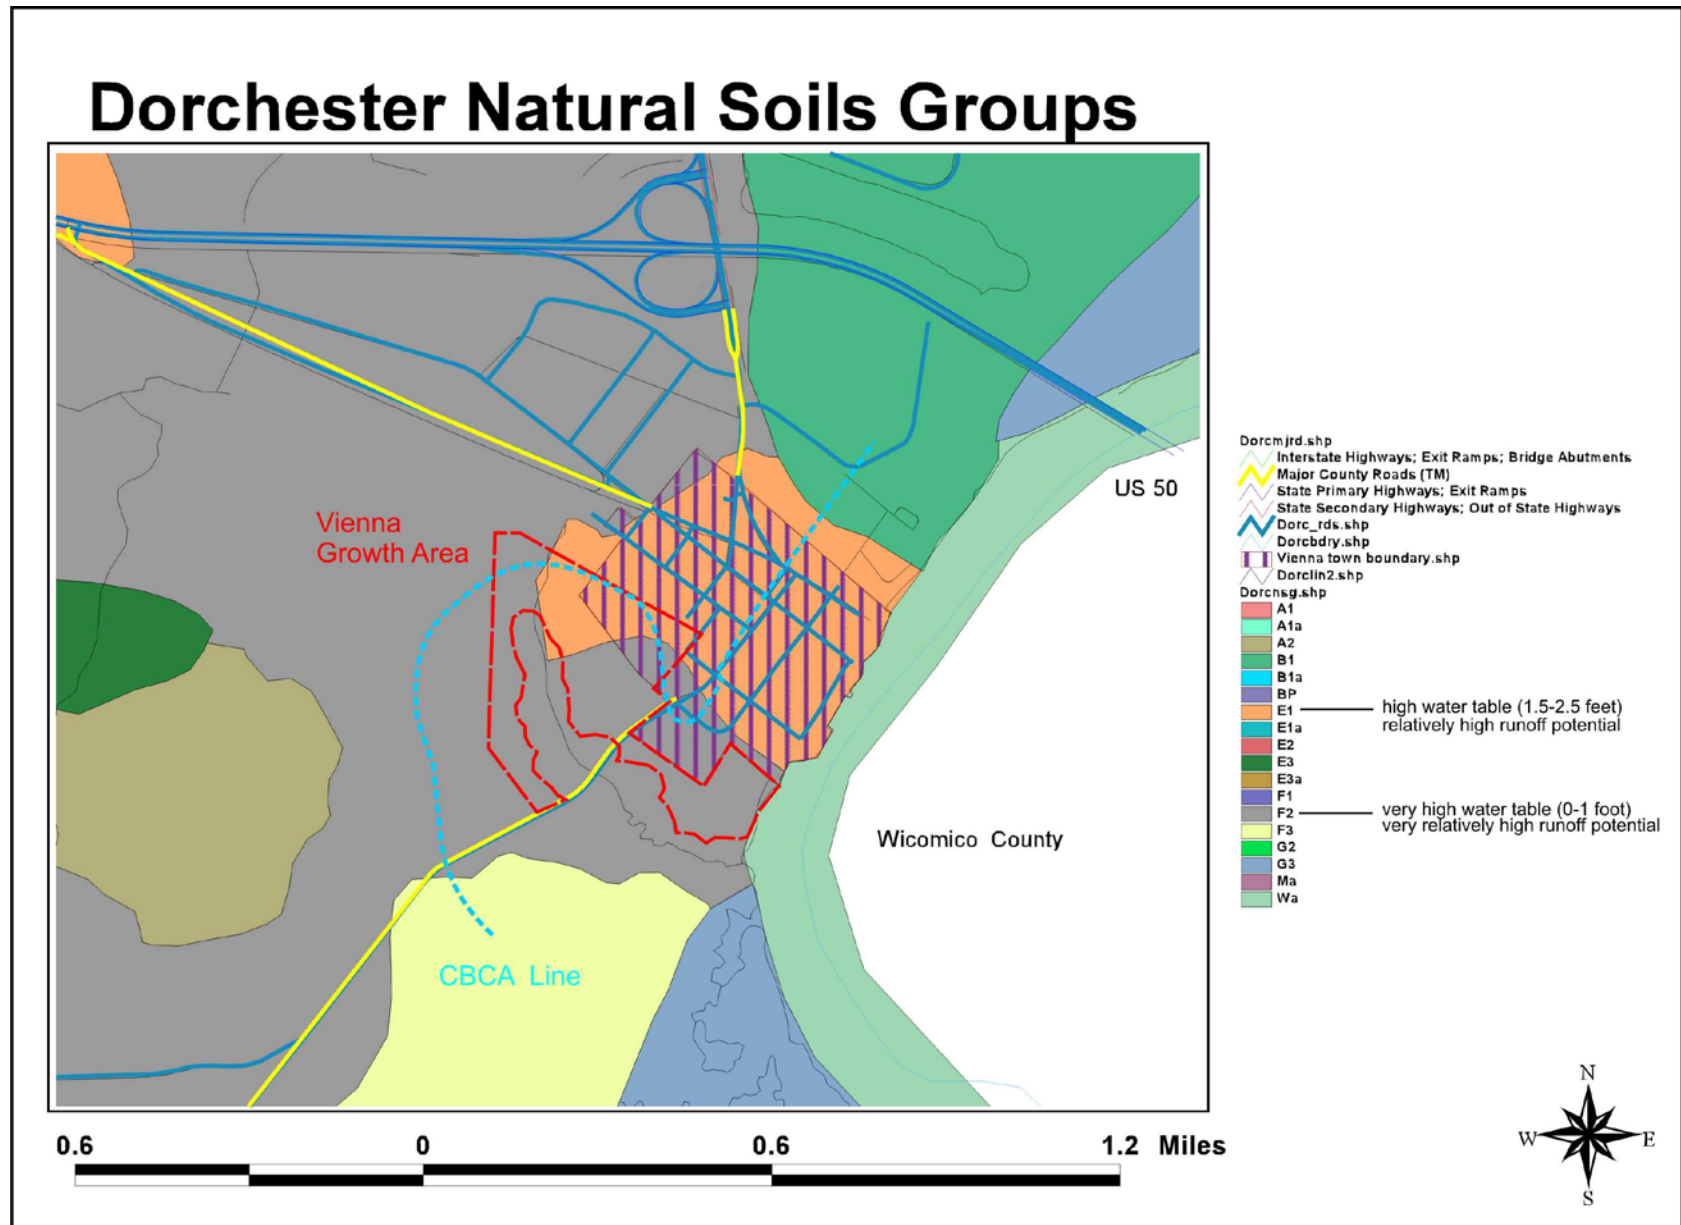 Dorchester Natural Soils Groups
Vienna
Growth Area
CBCA Line
US 50
Wicomico County
Dorcmjrd.shp
Interstate Highways; Exit Ramps; Bridge Abutments
Major County Roads (TM)
State Primary Highways; Exit Ramps
State Secondary Highways; Out of State Highways
Dorc_rds.shp
Dorcbdry.shp
Vienna town boundary.shp
Dorclin2.shp
Dorcnsg.shp
A1
A1a
A2
B1
B1a
BP
E1
E1a
E2
E3
E3a
F1
F2
F3
G2
G3
Ma
Wa
high water table (1.5-2.5 feet)
relatively high runoff potential
very high water table (0-1 foot)
very relatively high runoff potential
0.6 0 0.6 1.2 Miles
N
W E
S